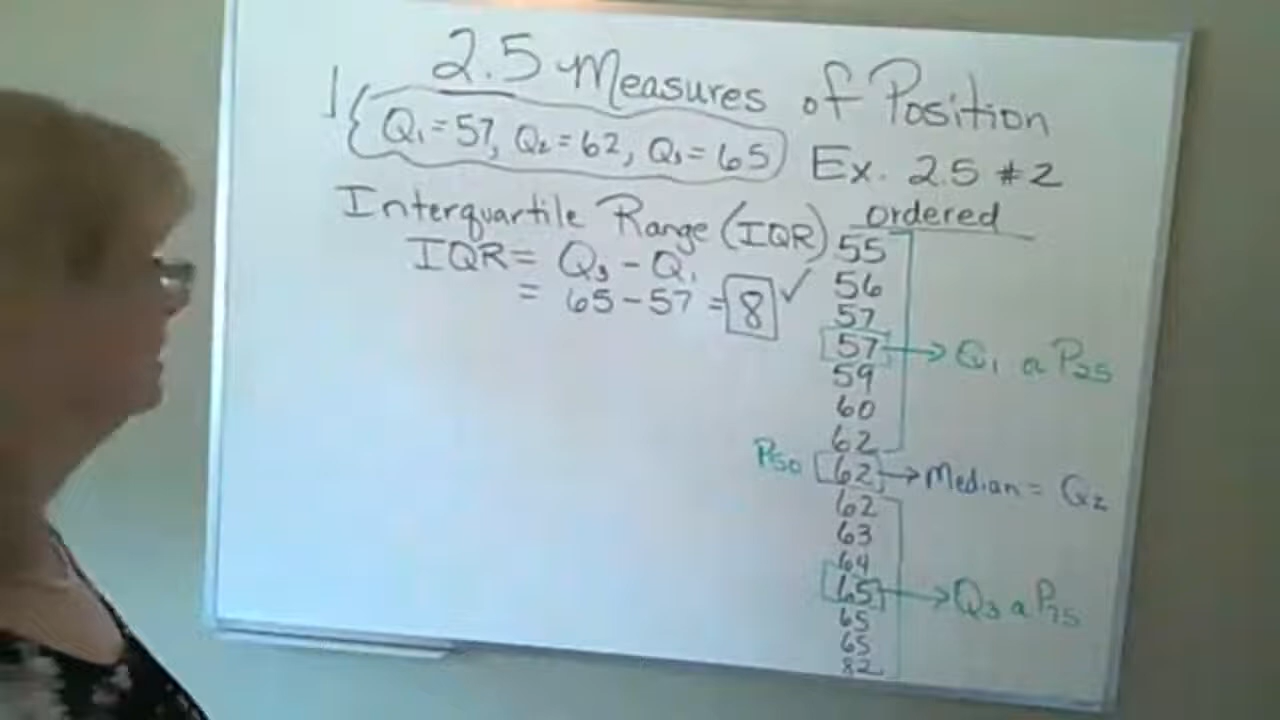 2.5 Measures of Position
Q₁ = 57, Q₂ = 62, Q₃ = 65
Ex. 2.5 #2
Interquartile Range (IQR)
IQR = Q₃ - Q₁
= 65 - 57 = 8 ✓
ordered
55
56
57
57 → Q₁ or P₂₅
59
60
62
P₅₀ 62 → Median = Q₂
62
63
64
65 → Q₃ or P₇₅
65
65
82